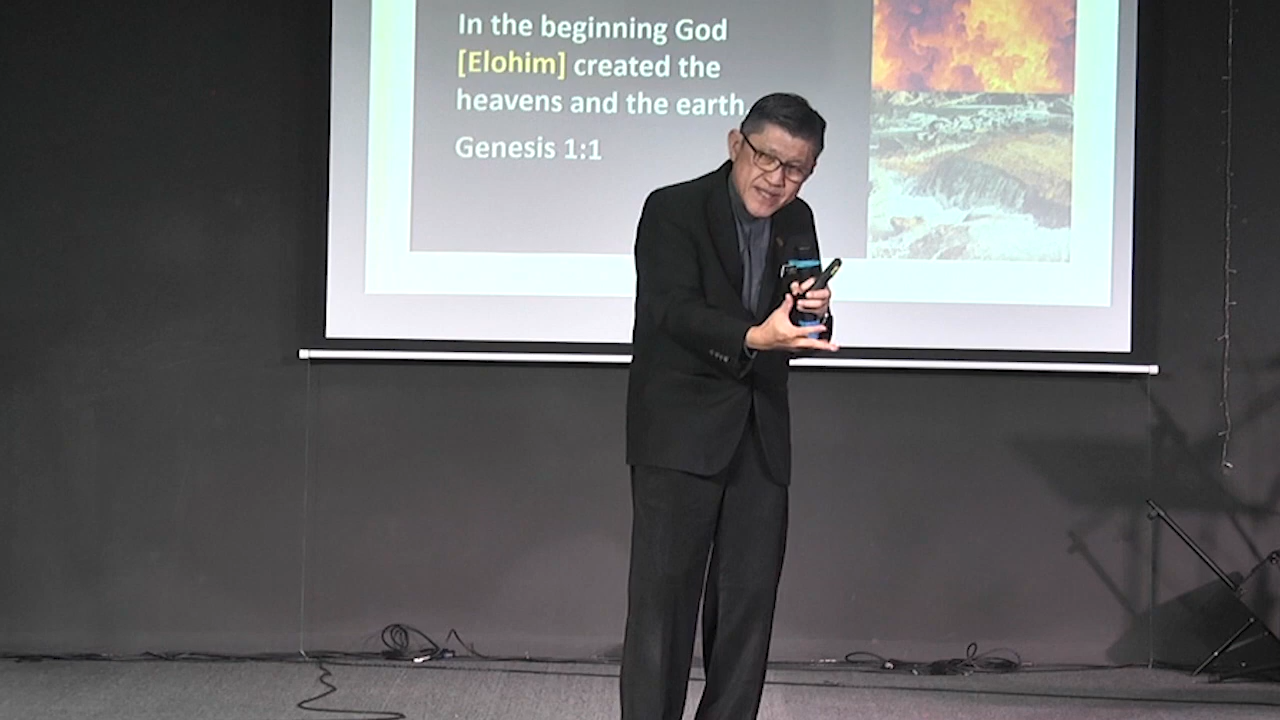 In the beginning God
[Elohim] created the
heavens and the earth.
Genesis 1:1